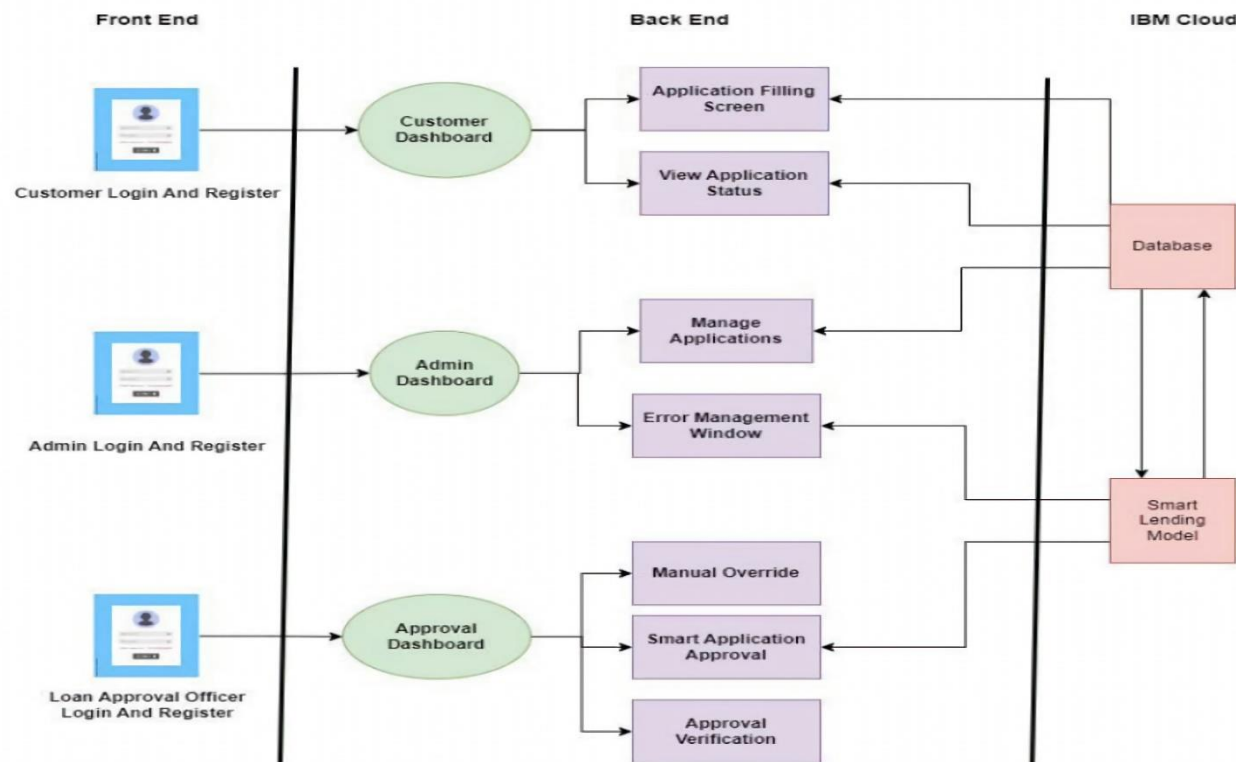 Front End
Back End
IBM Cloud
Customer Login And Register
Customer
Dashboard
Application Filling
Screen
View Application
Status
Database
Admin Login And Register
Admin
Dashboard
Manage
Applications
Error Management
Window
Smart
Lending
Model
Loan Approval Officer
Login And Register
Approval
Dashboard
Manual Override
Smart Application
Approval
Approval
Verification